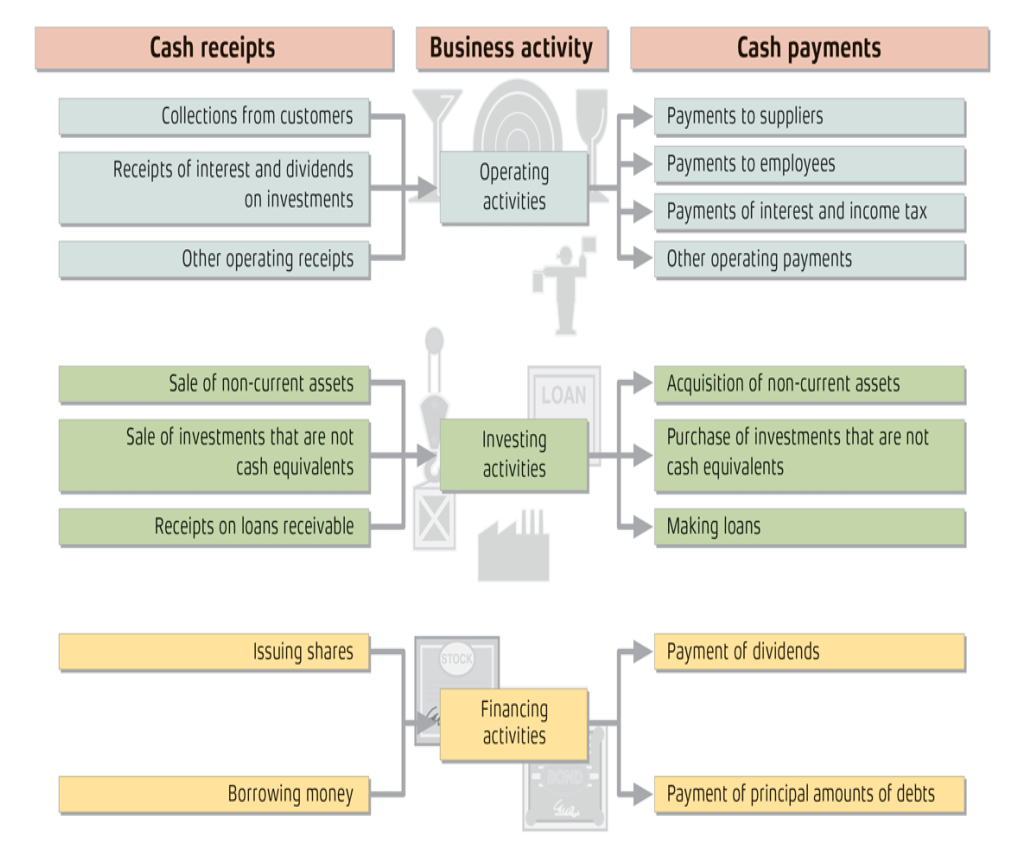 Cash receipts
Business activity
Cash payments
Collections from customers
Receipts of interest and dividends
on investments
Other operating receipts
Operating
activities
Payments to suppliers
Payments to employees
Payments of interest and income tax
Other operating payments
Sale of non-current assets
Sale of investments that are not
cash equivalents
Receipts on loans receivable
LOAN
Investing
activities
Acquisition of non-current assets
Purchase of investments that are not
cash equivalents
Making loans
Issuing shares
Borrowing money
STOCK
Financing
activities
BOND
Payment of dividends
Payment of principal amounts of debts